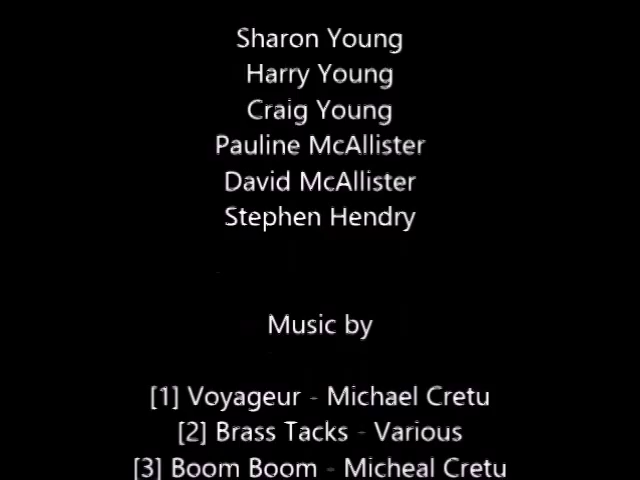 Sharon Young
Harry Young
Craig Young
Pauline McAllister
David McAllister
Stephen Hendry
Music by
[1] Voyageur - Michael Cretu
[2] Brass Tacks - Various
[3] Boom Boom - Micheal Cretu